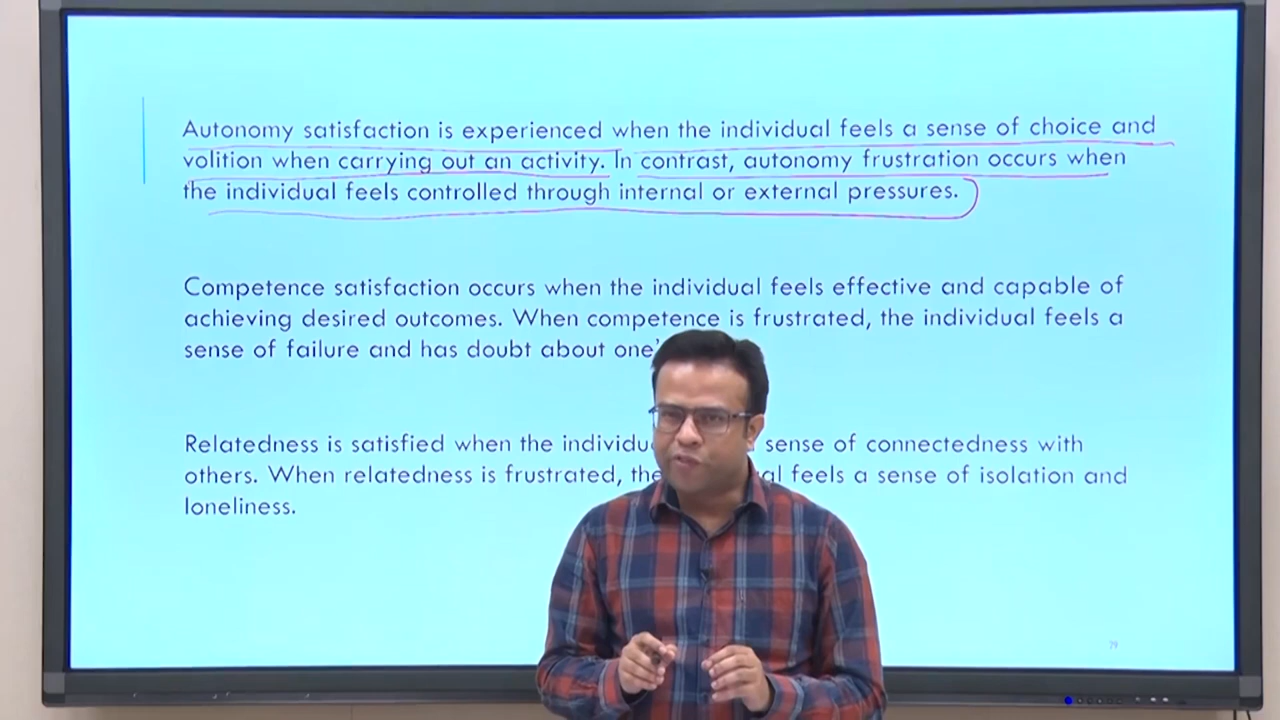 Autonomy satisfaction is experienced when the individual feels a sense of choice and
volition when carrying out an activity. In contrast, autonomy frustration occurs when
the individual feels controlled through internal or external pressures.
Competence satisfaction occurs when the individual feels effective and capable of
achieving desired outcomes. When competence is frustrated, the individual feels a
sense of failure and has doubt about one'
Relatedness is satisfied when the sense of connectedness with
others. When relatedness is frustrated, feels a sense of isolation and
loneliness.